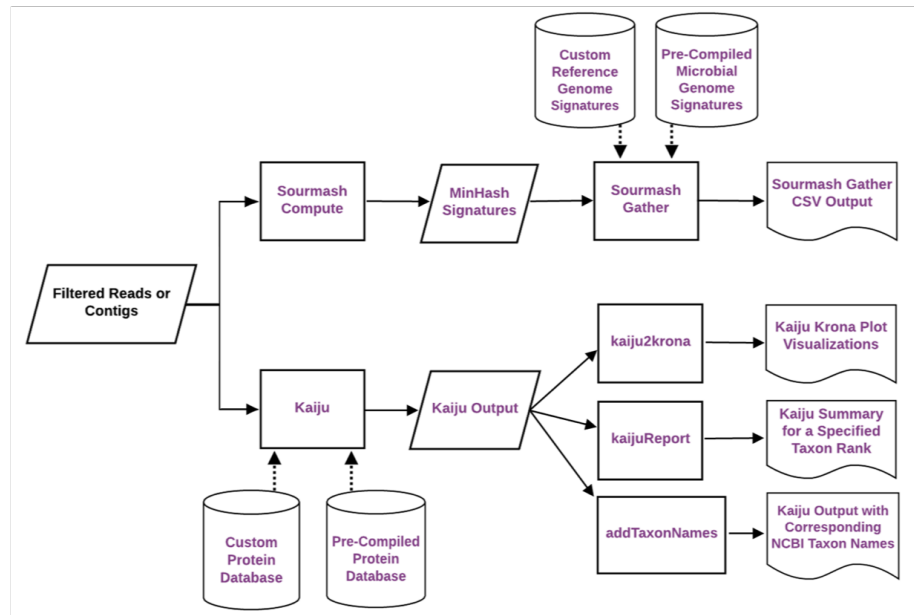 Custom
Reference
Genome
Signatures
Pre-Compiled
Microbial
Genome
Signatures
Sourmash
Compute
MinHash
Signatures
Sourmash
Gather
Sourmash Gather
CSV Output
Filtered Reads or
Contigs
kaiju2krona
Kaiju Krona Plot
Visualizations
Kaiju
Kaiju Output
kaijuReport
Kaiju Summary
for a Specified
Taxon Rank
addTaxonNames
Kaiju Output with
Corresponding
NCBI Taxon Names
Custom
Protein
Database
Pre-Compiled
Protein
Database